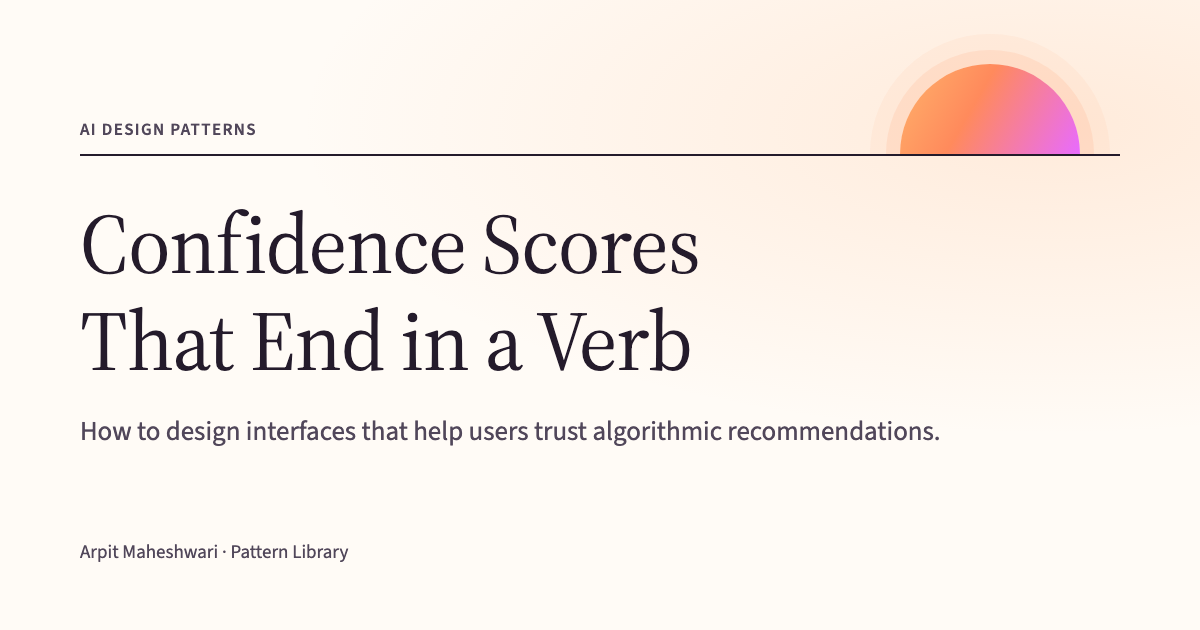 AI DESIGN PATTERNS
Confidence Scores
That End in a Verb
How to design interfaces that help users trust algorithmic recommendations.
Arpit Maheshwari · Pattern Library